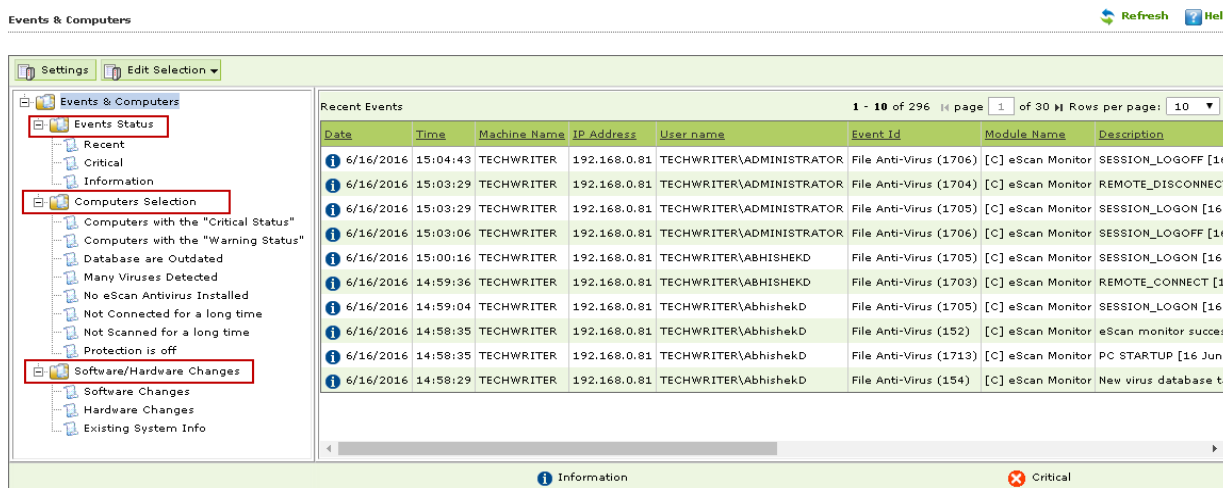 Events & Computers
Refresh Hel
Settings Edit Selection
Events & Computers
Events Status
Recent
Critical
Information
Computers Selection
Computers with the "Critical Status"
Computers with the "Warning Status"
Database are Outdated
Many Viruses Detected
No eScan Antivirus Installed
Not Connected for a long time
Not Scanned for a long time
Protection is off
Software/Hardware Changes
Software Changes
Hardware Changes
Existing System Info
Recent Events 1 - 10 of 296 page 1 of 30 Rows per page: 10
Date Time Machine Name IP Address User name Event Id Module Name Description
6/16/2016 15:04:43 TECHWRITER 192.168.0.81 TECHWRITER\ADMINISTRATOR File Anti-Virus (1706) [C] eScan Monitor SESSION_LOGOFF [16
6/16/2016 15:03:29 TECHWRITER 192.168.0.81 TECHWRITER\ADMINISTRATOR File Anti-Virus (1704) [C] eScan Monitor REMOTE_DISCONNEC
6/16/2016 15:03:29 TECHWRITER 192.168.0.81 TECHWRITER\ADMINISTRATOR File Anti-Virus (1705) [C] eScan Monitor SESSION_LOGON [16
6/16/2016 15:03:06 TECHWRITER 192.168.0.81 TECHWRITER\ADMINISTRATOR File Anti-Virus (1706) [C] eScan Monitor SESSION_LOGOFF [1
6/16/2016 15:00:16 TECHWRITER 192.168.0.81 TECHWRITER\ABHISHEKD File Anti-Virus (1705) [C] eScan Monitor SESSION_LOGON [16
6/16/2016 14:59:36 TECHWRITER 192.168.0.81 TECHWRITER\ABHISHEKD File Anti-Virus (1703) [C] eScan Monitor REMOTE_CONNECT [1
6/16/2016 14:59:04 TECHWRITER 192.168.0.81 TECHWRITER\AbhishekD File Anti-Virus (1705) [C] eScan Monitor SESSION_LOGON [16
6/16/2016 14:58:35 TECHWRITER 192.168.0.81 TECHWRITER\AbhishekD File Anti-Virus (152) [C] eScan Monitor eScan monitor succes
6/16/2016 14:58:35 TECHWRITER 192.168.0.81 TECHWRITER\AbhishekD File Anti-Virus (1713) [C] eScan Monitor PC STARTUP [16 Jun
6/16/2016 14:58:29 TECHWRITER 192.168.0.81 TECHWRITER\AbhishekD File Anti-Virus (154) [C] eScan Monitor New virus database t
Information Critical